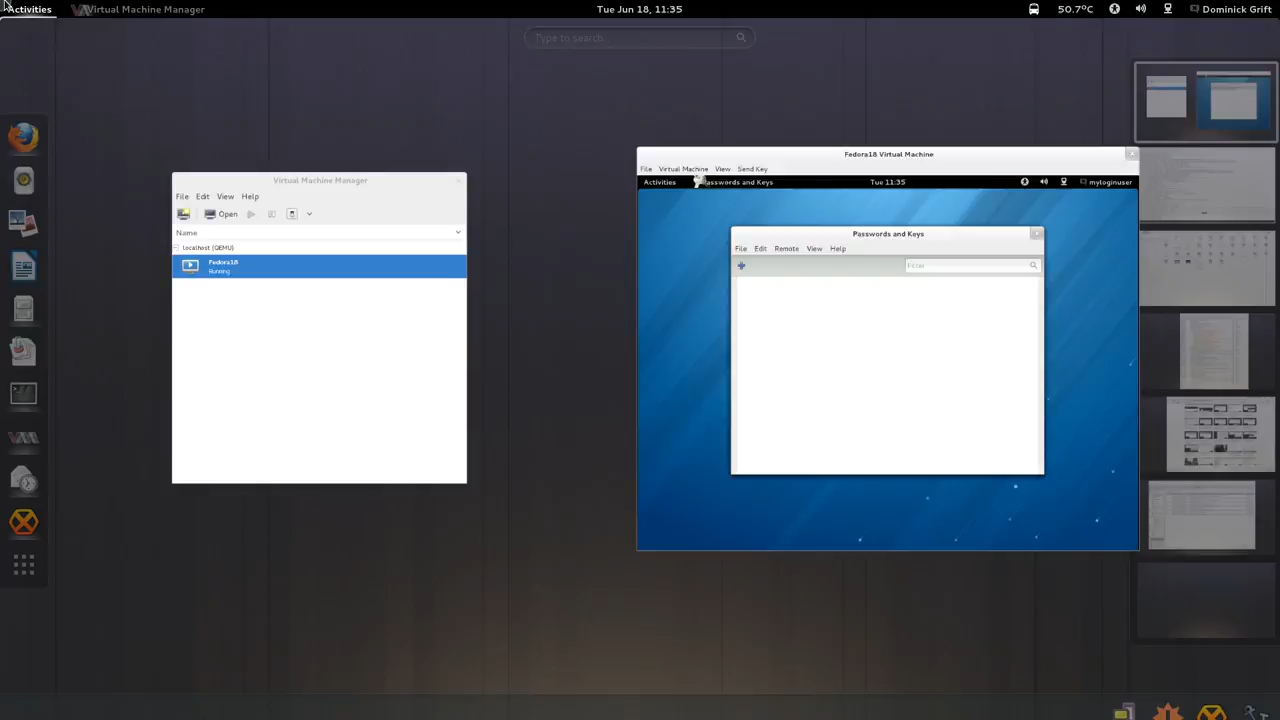 Activities Virtual Machine Manager Tue Jun 18, 11:35 50.7°C Dominick Grift
Type to search...
Virtual Machine Manager
File Edit View Help
Open
Name
localhost (QEMU)
Fedora18
Running
Fedora18 Virtual Machine
File Virtual Machine View Send Key
Activities Passwords and Keys Tue 11:35 myloginuser
Passwords and Keys
File Edit Remote View Help
Filter